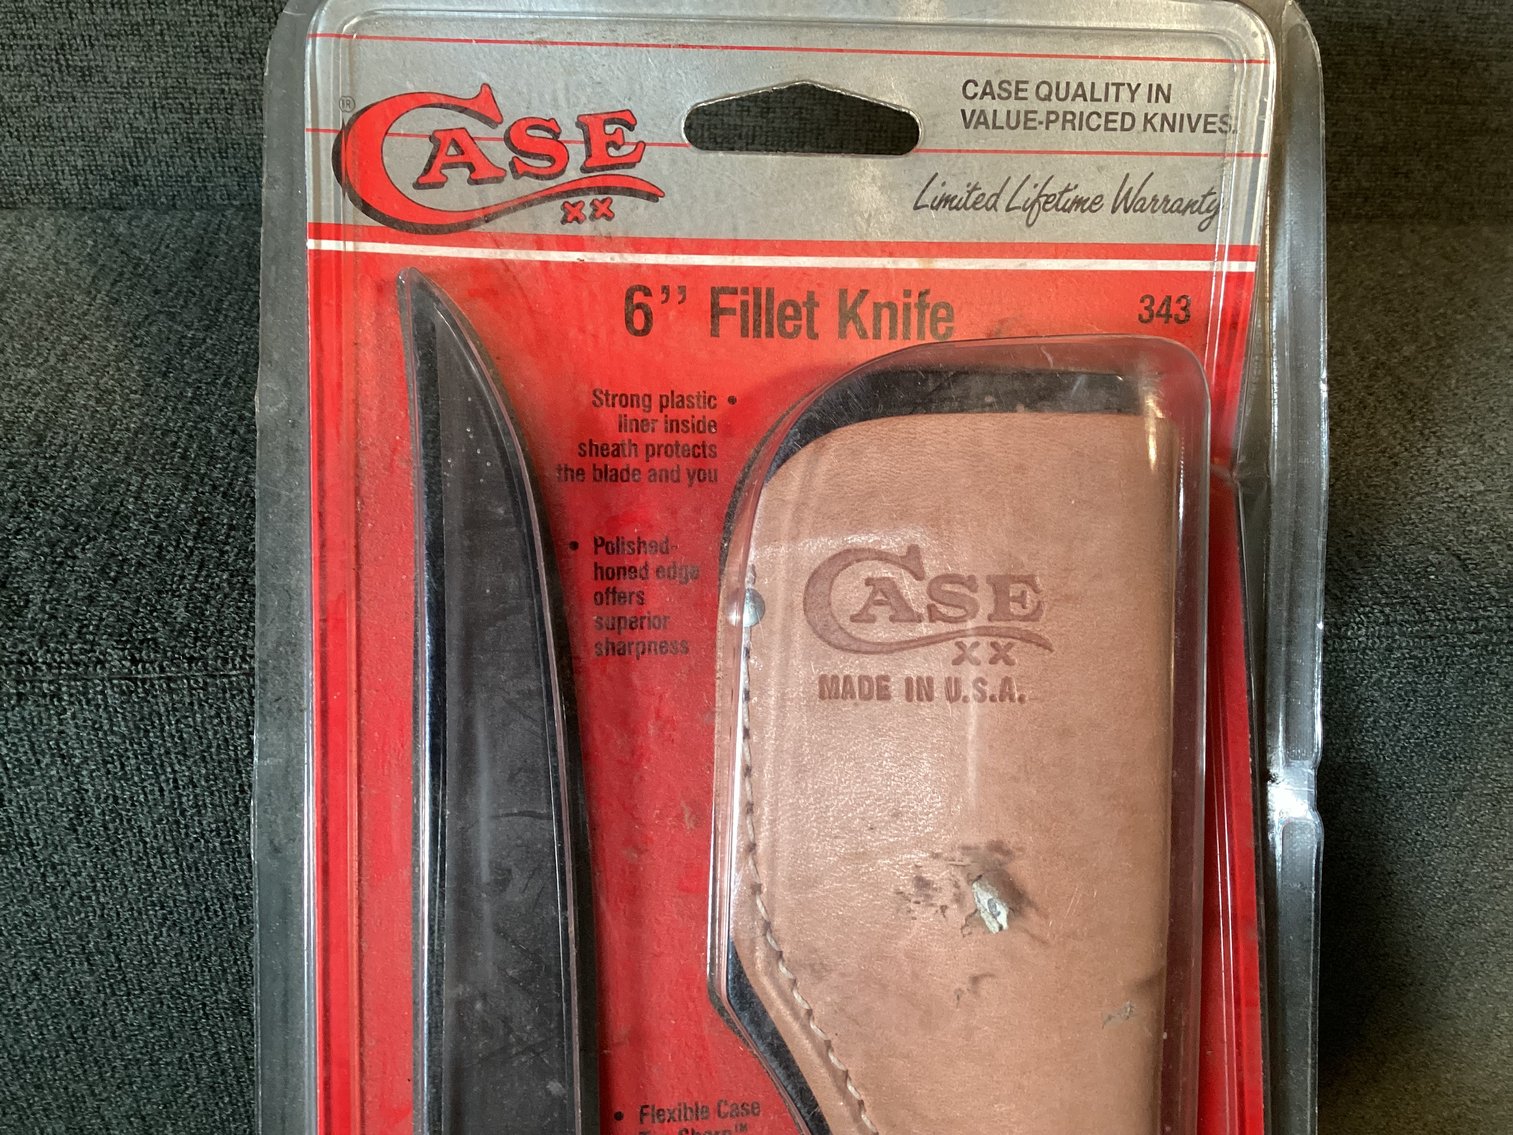 CASE
XX
®
CASE QUALITY IN
VALUE-PRICED KNIVES.
Limited Lifetime Warranty
6” Fillet Knife
343
Strong plastic •
liner inside
sheath protects
the blade and you
• Polished-
honed edge
offers
superior
sharpness
CASE
XX
MADE IN U.S.A.
• Flexible Case